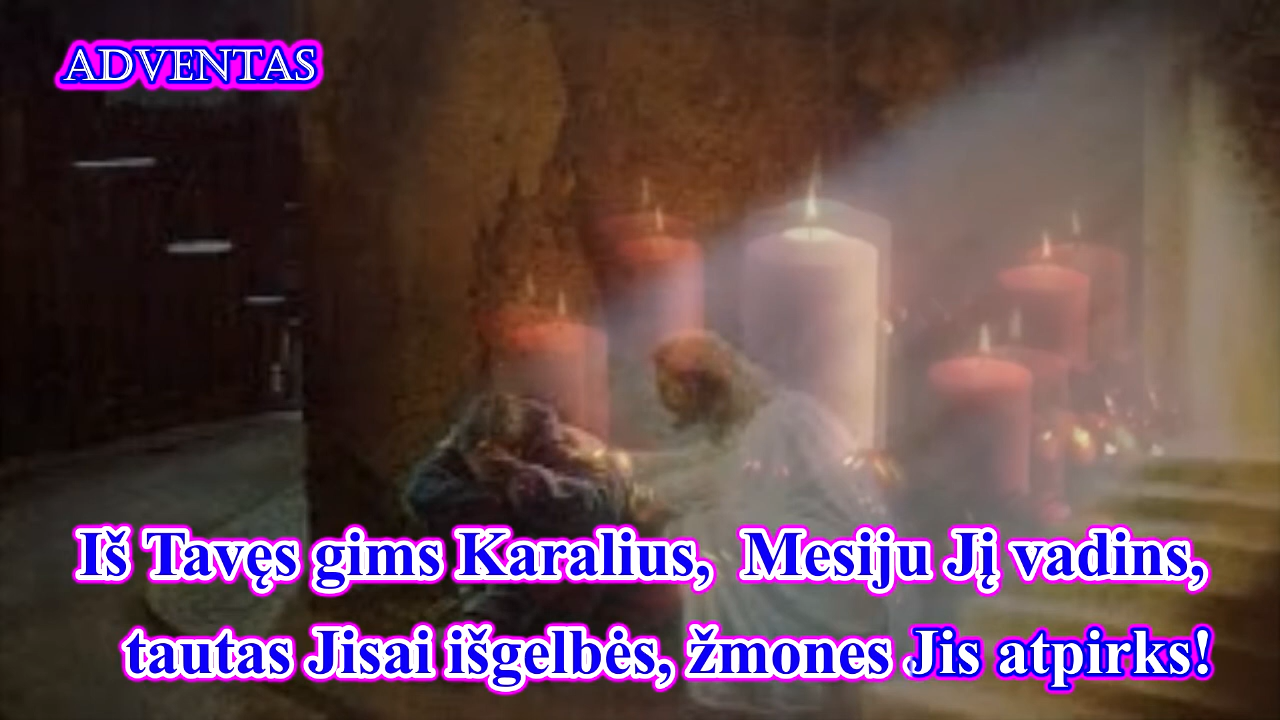 ADVENTAS
Iš Tavęs gims Karalius, Mesiju Jį vadins,
tautas Jisai išgelbės, žmones Jis atpirks!